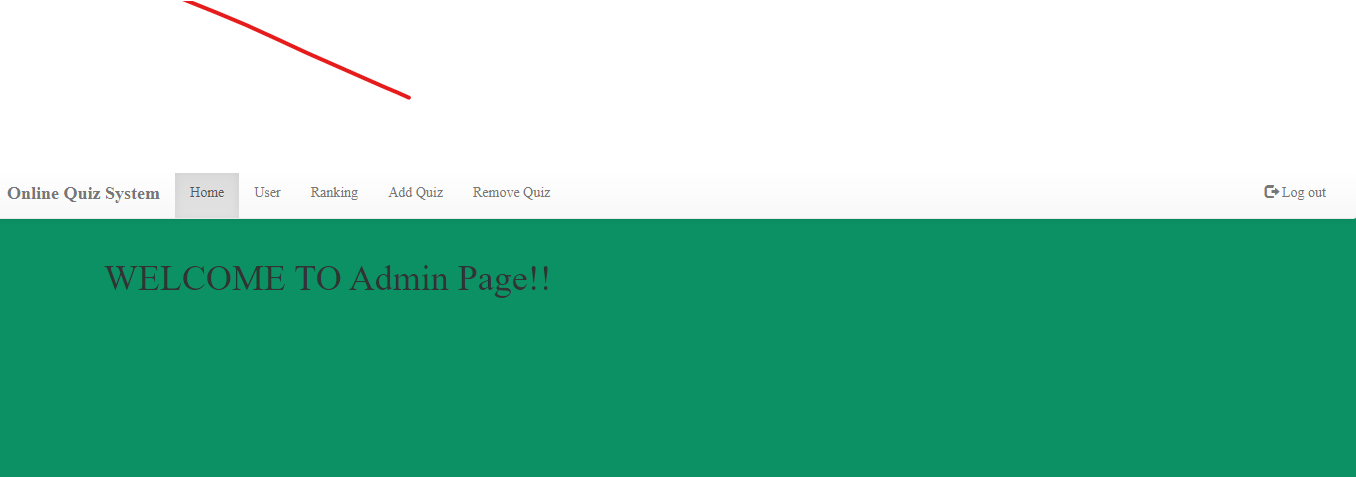 Online Quiz System Home User Ranking Add Quiz Remove Quiz Log out
WELCOME TO Admin Page!!